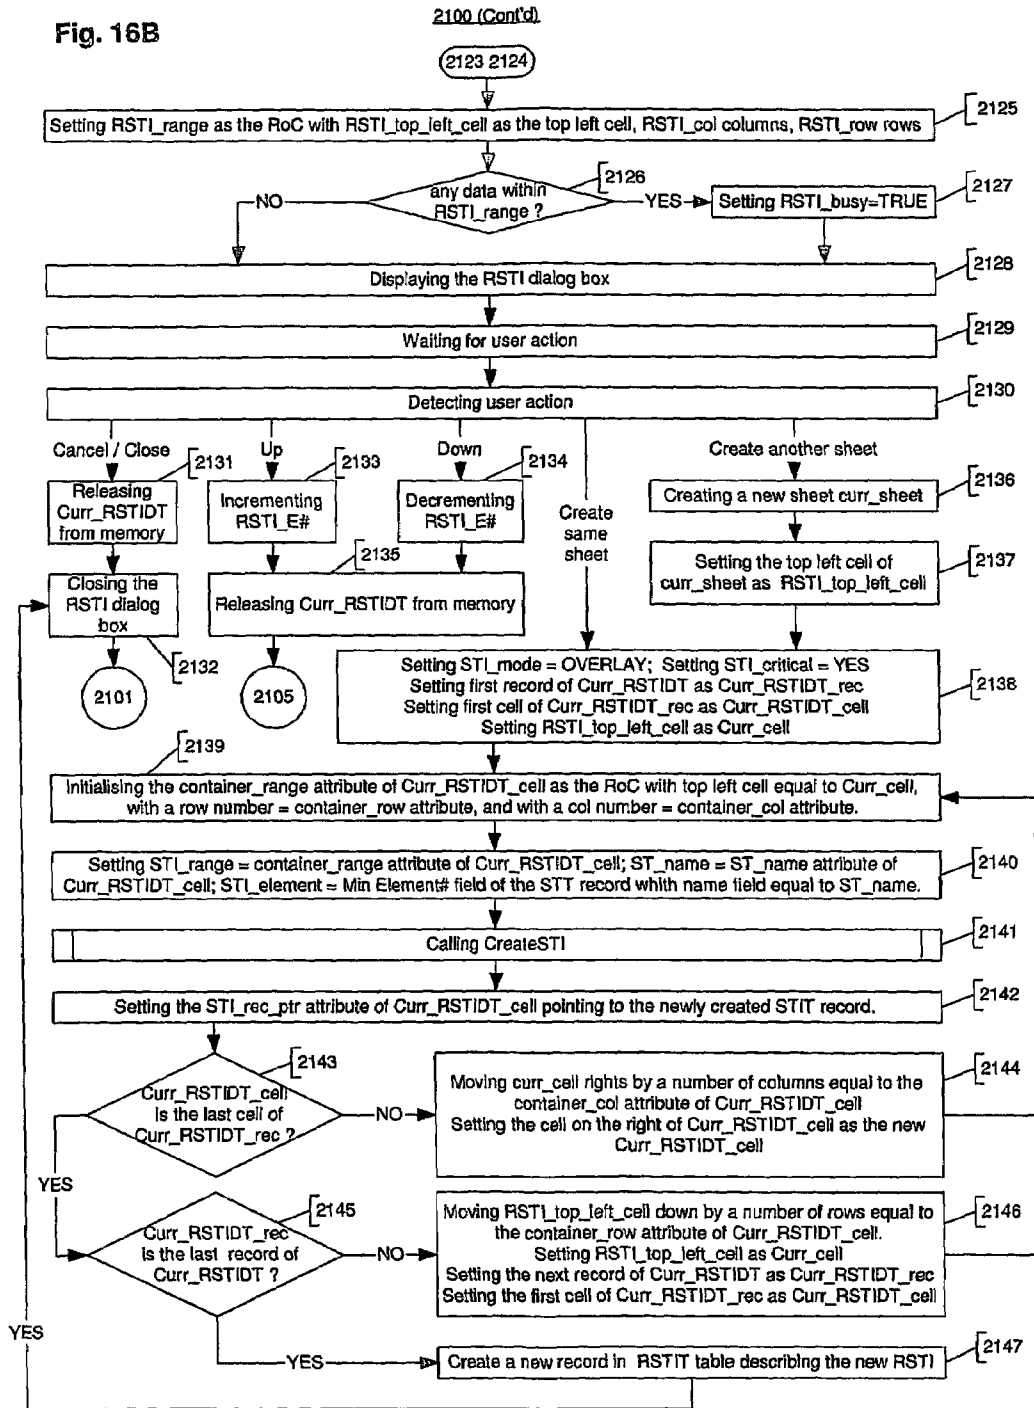 Fig. 16B
2100 (Cont'd)
2123 2124
Setting RSTI_range as the RoC with RSTI_top_left_cell as the top left cell, RSTI_col columns, RSTI_row rows
2125
any data within
RSTI_range ?
2126
NO
YES
Setting RSTI_busy=TRUE
2127
Displaying the RSTI dialog box
2128
Waiting for user action
2129
Detecting user action
2130
Cancel / Close
Up
Down
Create
same
sheet
Create another sheet
2131
Releasing
Curr_RSTIDT
from memory
2133
Incrementing
RSTI_E#
2134
Decrementing
RSTI_E#
2136
Creating a new sheet curr_sheet
2135
Releasing Curr_RSTIDT from memory
2137
Setting the top left cell of
curr_sheet as RSTI_top_left_cell
Closing the
RSTI dialog
box
2132
2101
2105
Setting STI_mode = OVERLAY; Setting STI_critical = YES
Setting first record of Curr_RSTIDT as Curr_RSTIDT_rec
Setting first cell of Curr_RSTIDT_rec as Curr_RSTIDT_cell
Setting RSTI_top_left_cell as Curr_cell
2138
2139
Initialising the container_range attribute of Curr_RSTIDT_cell as the RoC with top left cell equal to Curr_cell,
with a row number = container_row attribute, and with a col number = container_col attribute.
Setting STI_range = container_range attribute of Curr_RSTIDT_cell; ST_name = ST_name attribute of
Curr_RSTIDT_cell; STI_element = Min Element# field of the STT record whith name field equal to ST_name.
2140
Calling CreateSTI
2141
Setting the STI_rec_ptr attribute of Curr_RSTIDT_cell pointing to the newly created STIT record.
2142
2143
Curr_RSTIDT_cell
is the last cell of
Curr_RSTIDT_rec ?
NO
YES
2144
Moving curr_cell rights by a number of columns equal to the
container_col attribute of Curr_RSTIDT_cell
Setting the cell on the right of Curr_RSTIDT_cell as the new
Curr_RSTIDT_cell
2145
Curr_RSTIDT_rec
is the last record of
Curr_RSTIDT ?
NO
YES
2146
Moving RSTI_top_left_cell down by a number of rows equal to
the container_row attribute of Curr_RSTIDT_cell.
Setting RSTI_top_left_cell as Curr_cell
Setting the next record of Curr_RSTIDT as Curr_RSTIDT_rec
Setting the first cell of Curr_RSTIDT_rec as Curr_RSTIDT_cell
YES
Create a new record in RSTIT table describing the new RSTI
2147